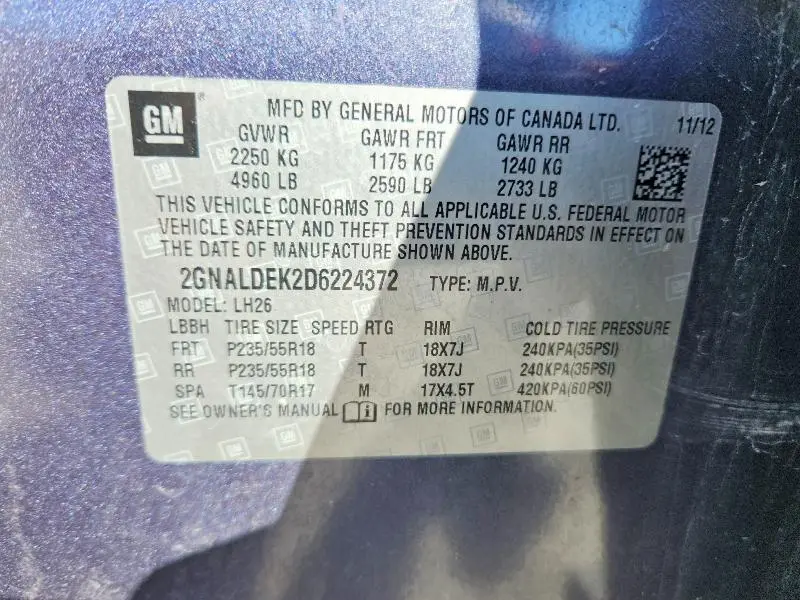 GM
MFD BY GENERAL MOTORS OF CANADA LTD. 11/12
GVWR GAWR FRT GAWR RR
2250 KG 1175 KG 1240 KG
4960 LB 2590 LB 2733 LB
THIS VEHICLE CONFORMS TO ALL APPLICABLE U.S. FEDERAL MOTOR
VEHICLE SAFETY AND THEFT PREVENTION STANDARDS IN EFFECT ON
THE DATE OF MANUFACTURE SHOWN ABOVE.
2GNALDEK2D6224372 TYPE: M.P.V.
MODEL: LH26
LBBH TIRE SIZE SPEED RTG RIM COLD TIRE PRESSURE
FRT P235/55R18 T 18X7J 240KPA(35PSI)
RR P235/55R18 T 18X7J 240KPA(35PSI)
SPA T145/70R17 M 17X4.5T 420KPA(60PSI)
SEE OWNER'S MANUAL FOR MORE INFORMATION.